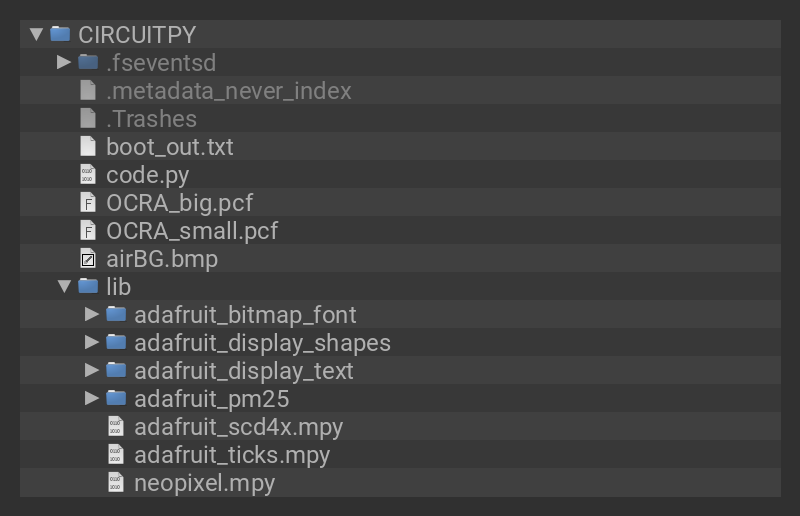 CIRCUITPY
.fseventsd
.metadata_never_index
.Trashes
boot_out.txt
code.py
OCRA_big.pcf
OCRA_small.pcf
airBG.bmp
lib
adafruit_bitmap_font
adafruit_display_shapes
adafruit_display_text
adafruit_pm25
adafruit_scd4x.mpy
adafruit_ticks.mpy
neopixel.mpy